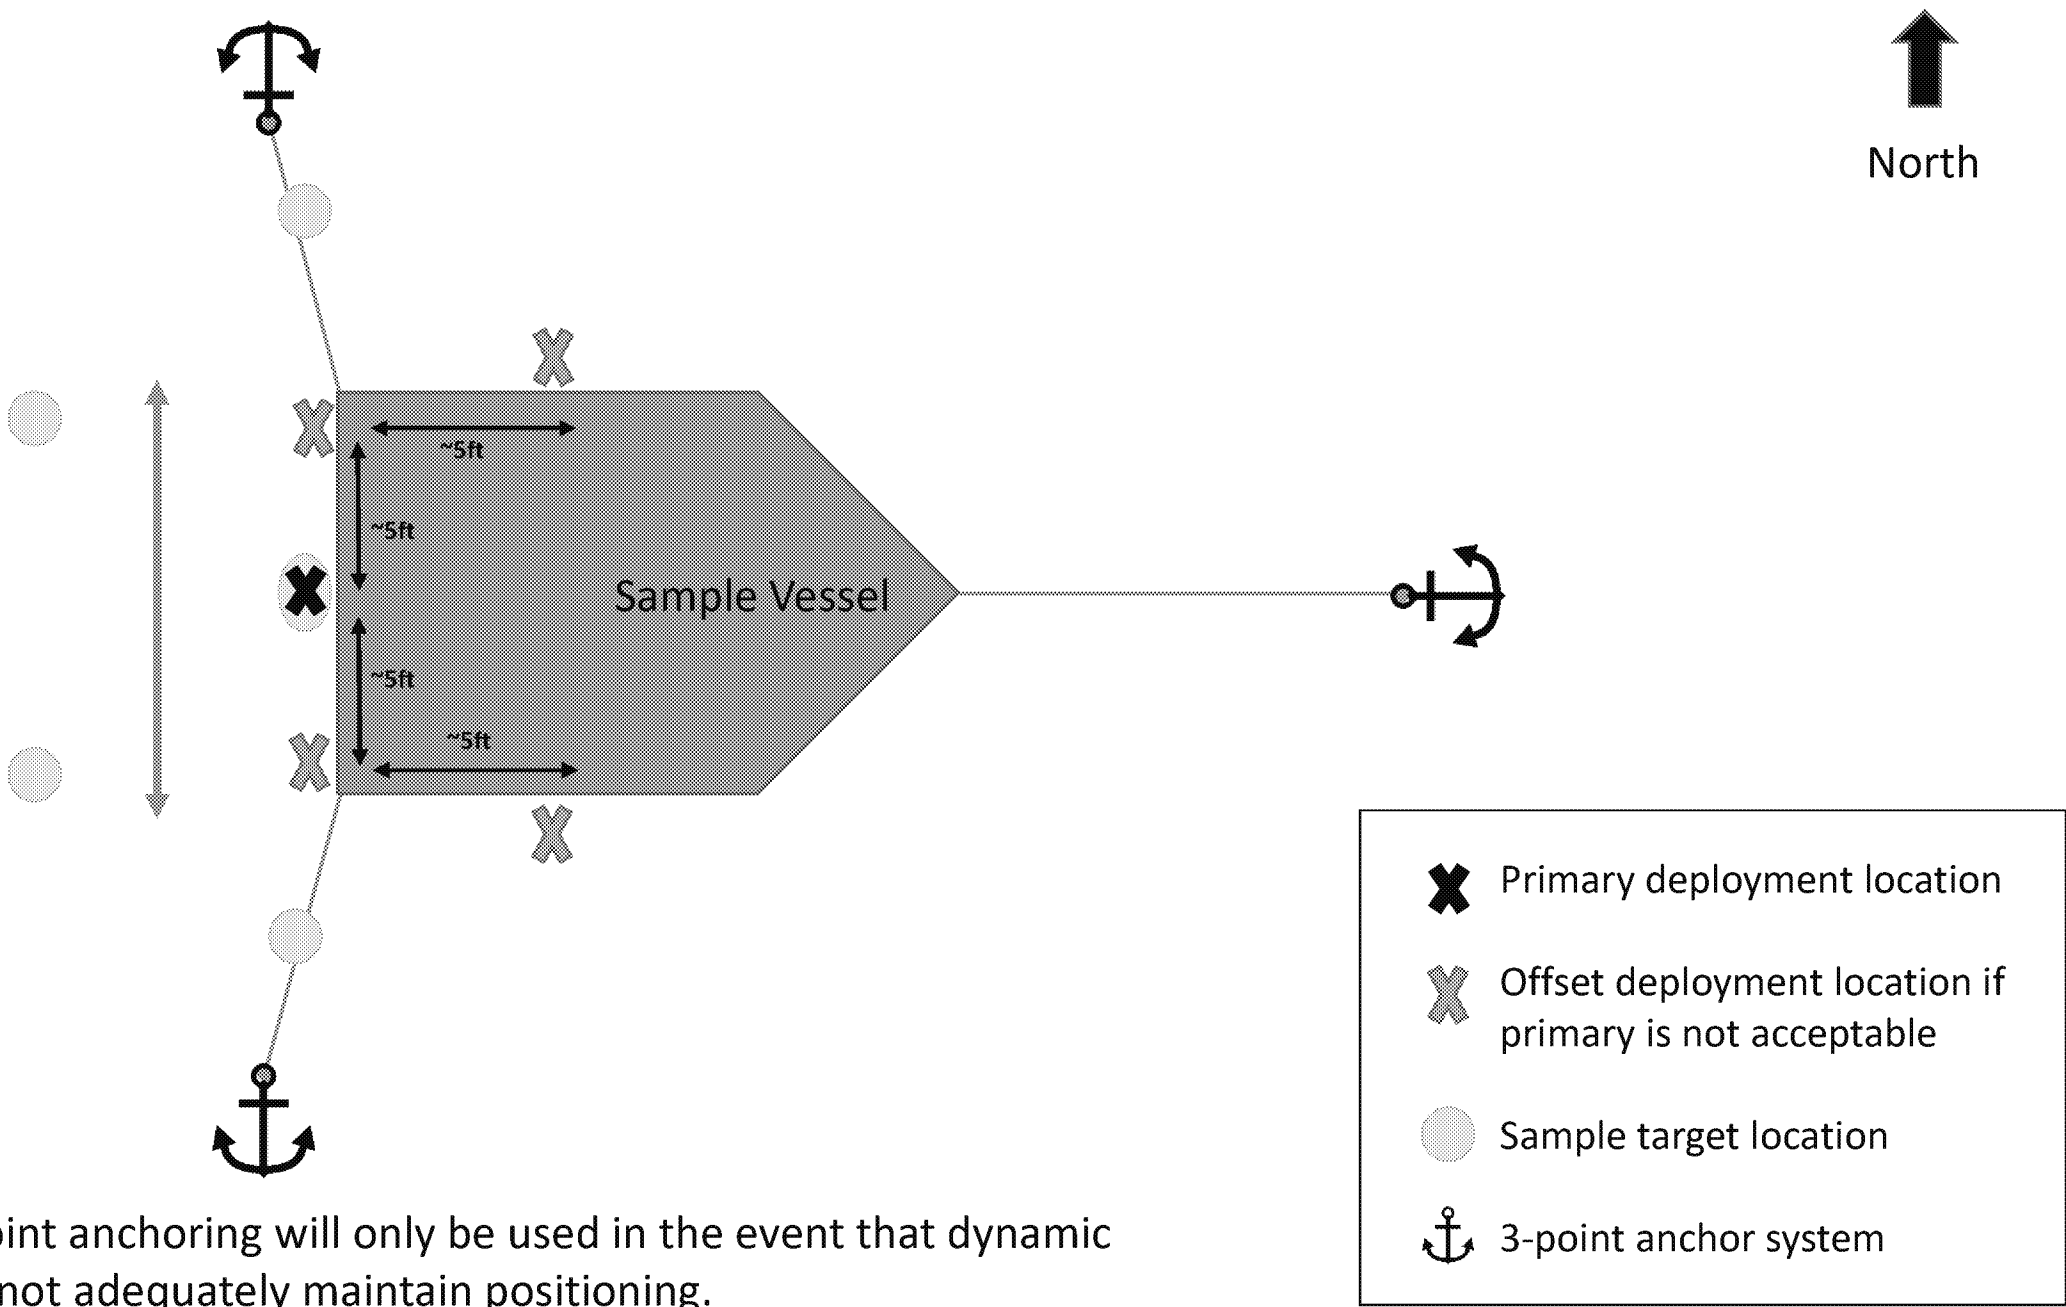 North
~5ft
~5ft
Sample Vessel
~5ft
~5ft
Primary deployment location
Offset deployment location if
primary is not acceptable
Sample target location
3-point anchor system
oint anchoring will only be used in the event that dynamic
not adequately maintain positioning.